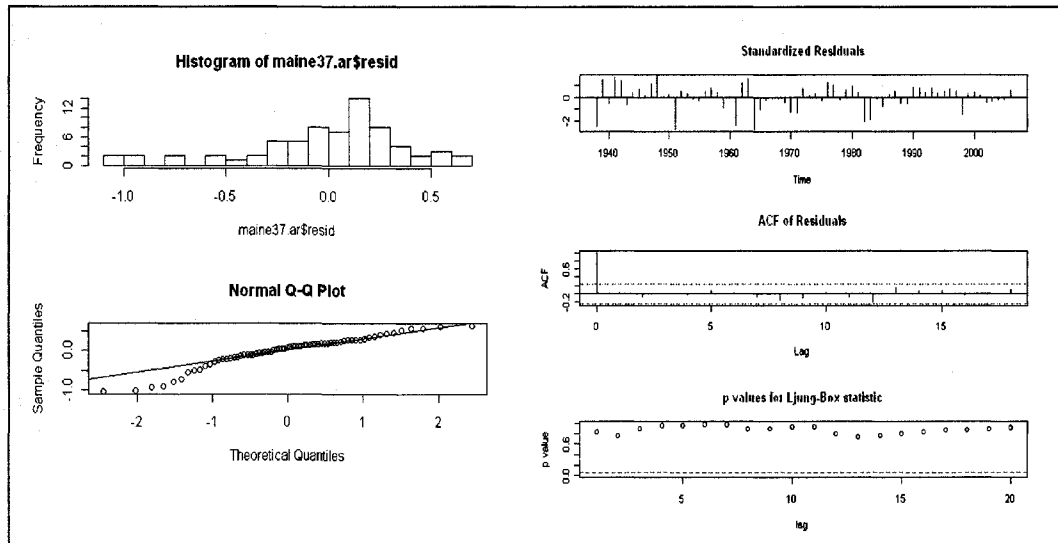 Histogram of maine37.ar$resid
Frequency
12
6
0
-1.0 -0.5 0.0 0.5
maine37.ar$resid
Normal Q-Q Plot
Sample Quantiles
0.0
-1.0
-2 -1 0 1 2
Theoretical Quantiles
Standardized Residuals
0
-2
1940 1950 1960 1970 1980 1990 2000
Time
ACF of Residuals
ACF
0.6
-0.2
0 5 10 15
Lag
p values for Ljung-Box statistic
p value
0.6
0.0
5 10 15 20
lag